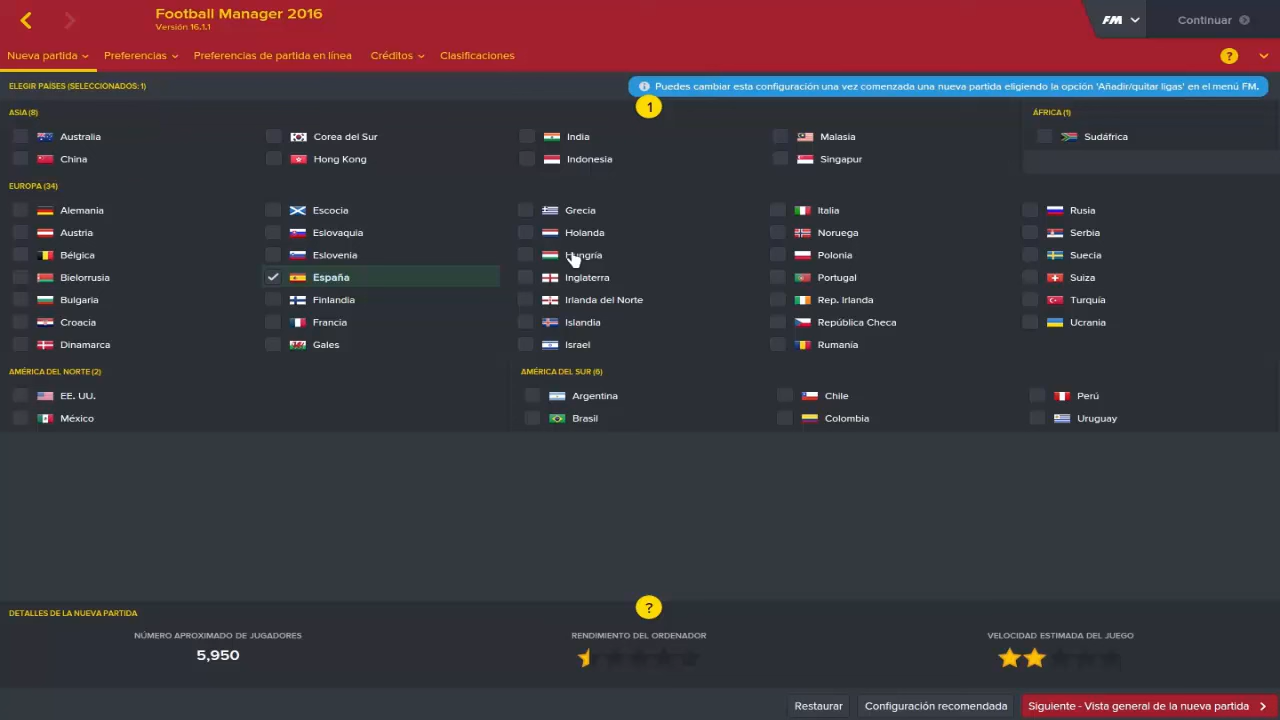 Football Manager 2016
Versión 16.1.1
FM
Continuar
Nueva partida
Preferencias
Preferencias de partida en línea
Créditos
Clasificaciones
?
ELEGIR PAÍSES (SELECCIONADOS: 1)
Puedes cambiar esta configuración una vez comenzada una nueva partida eligiendo la opción 'Añadir/quitar ligas' en el menú FM.
1
ASIA (8)
ÁFRICA (1)
Australia
Corea del Sur
India
Malasia
Sudáfrica
China
Hong Kong
Indonesia
Singapur
EUROPA (34)
Alemania
Escocia
Grecia
Italia
Rusia
Austria
Eslovaquia
Holanda
Noruega
Serbia
Bélgica
Eslovenia
Hungría
Polonia
Suecia
Bielorrusia
España
Inglaterra
Portugal
Suiza
Bulgaria
Finlandia
Irlanda del Norte
Rep. Irlanda
Turquía
Croacia
Francia
Islandia
República Checa
Ucrania
Dinamarca
Gales
Israel
Rumanía
AMÉRICA DEL NORTE (2)
AMÉRICA DEL SUR (6)
EE. UU.
Argentina
Chile
Perú
México
Brasil
Colombia
Uruguay
DETALLES DE LA NUEVA PARTIDA
?
NÚMERO APROXIMADO DE JUGADORES
RENDIMIENTO DEL ORDENADOR
VELOCIDAD ESTIMADA DEL JUEGO
5,950
Restaurar
Configuración recomendada
Siguiente - Vista general de la nueva partida